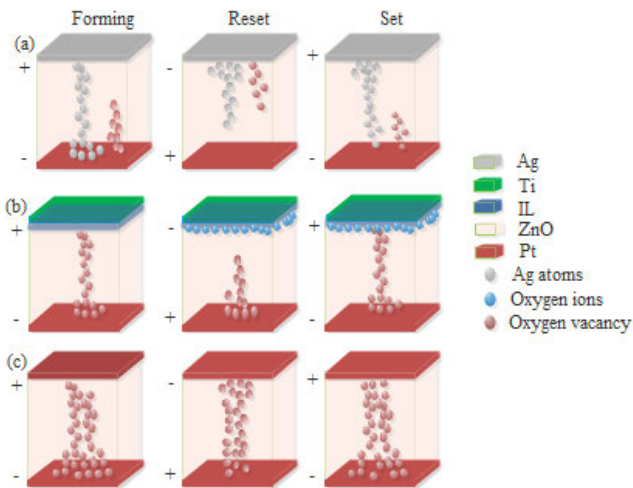 Forming Reset Set
(a)
+ - +
- + -
(b)
+ - +
- + -
(c)
+ - +
- + -
Ag
Ti
IL
ZnO
Pt
Ag atoms
Oxygen ions
Oxygen vacancy